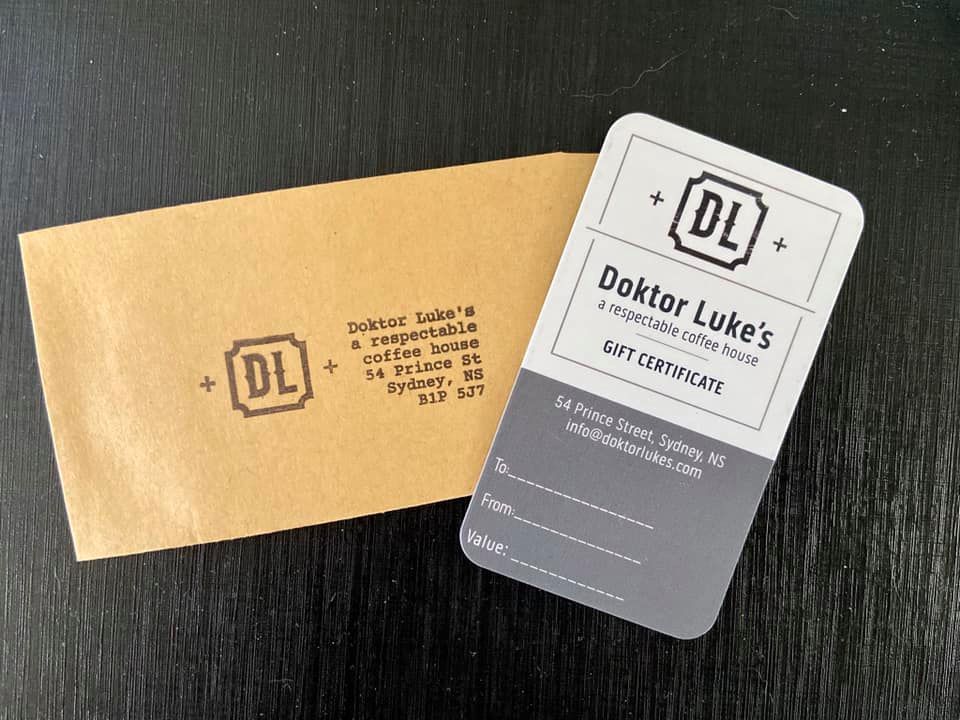 DL
Doktor Luke's
a respectable
coffee house
54 Prince St
Sydney, NS
B1P 5J7
DL
Doktor Luke's
a respectable coffee house
GIFT CERTIFICATE
54 Prince Street, Sydney, NS
info@doktorlukes.com
To:
From:
Value: